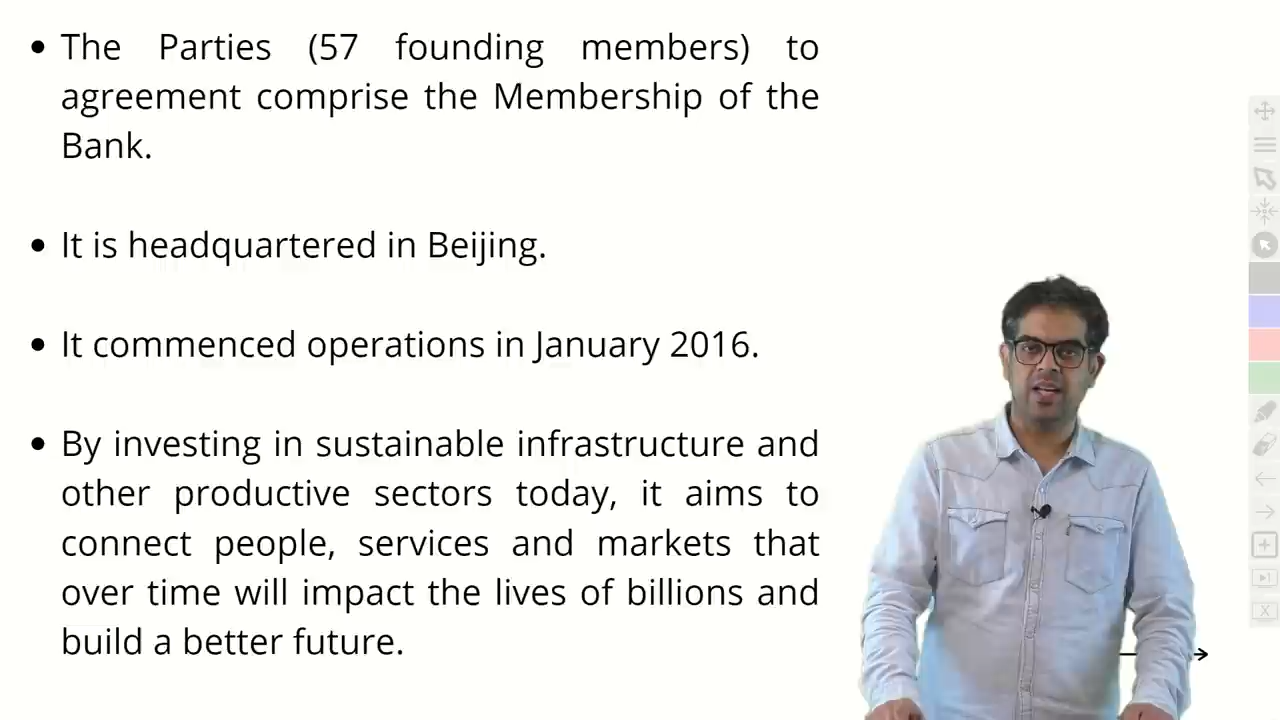 • The Parties (57 founding members) to
agreement comprise the Membership of the
Bank.
• It is headquartered in Beijing.
• It commenced operations in January 2016.
• By investing in sustainable infrastructure and
other productive sectors today, it aims to
connect people, services and markets that
over time will impact the lives of billions and
build a better future.